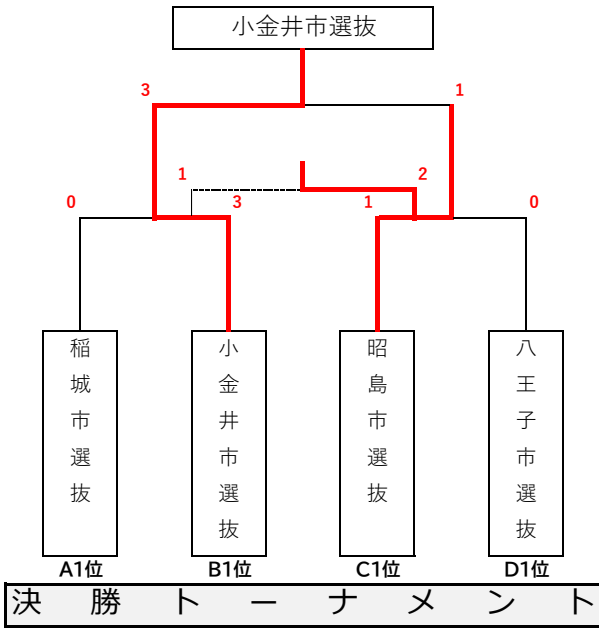 小金井市選抜
3 1
1 2
0 3 1 0
稲城市選抜
小金井市選抜
昭島市選抜
八王子市選抜
A1位 B1位 C1位 D1位
決勝トーナメント